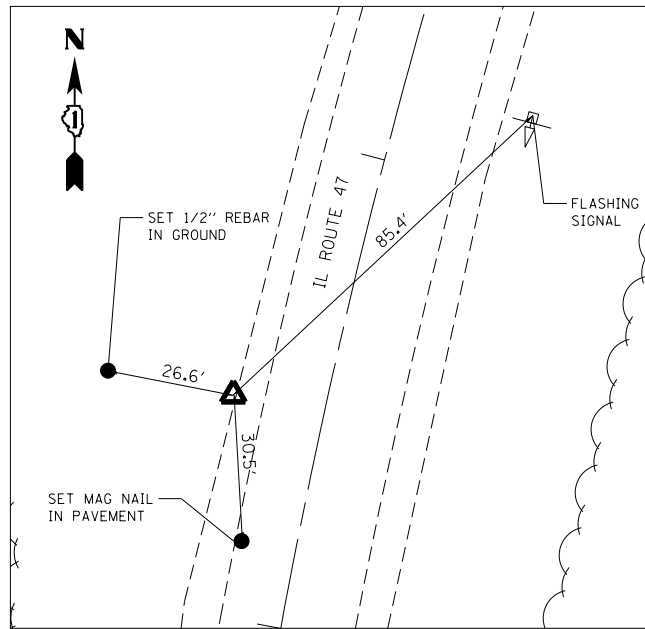 N
1
IL ROUTE 47
85.4'
FLASHING
SIGNAL
SET 1/2" REBAR
IN GROUND
26.6'
30.5'
SET MAG NAIL
IN PAVEMENT